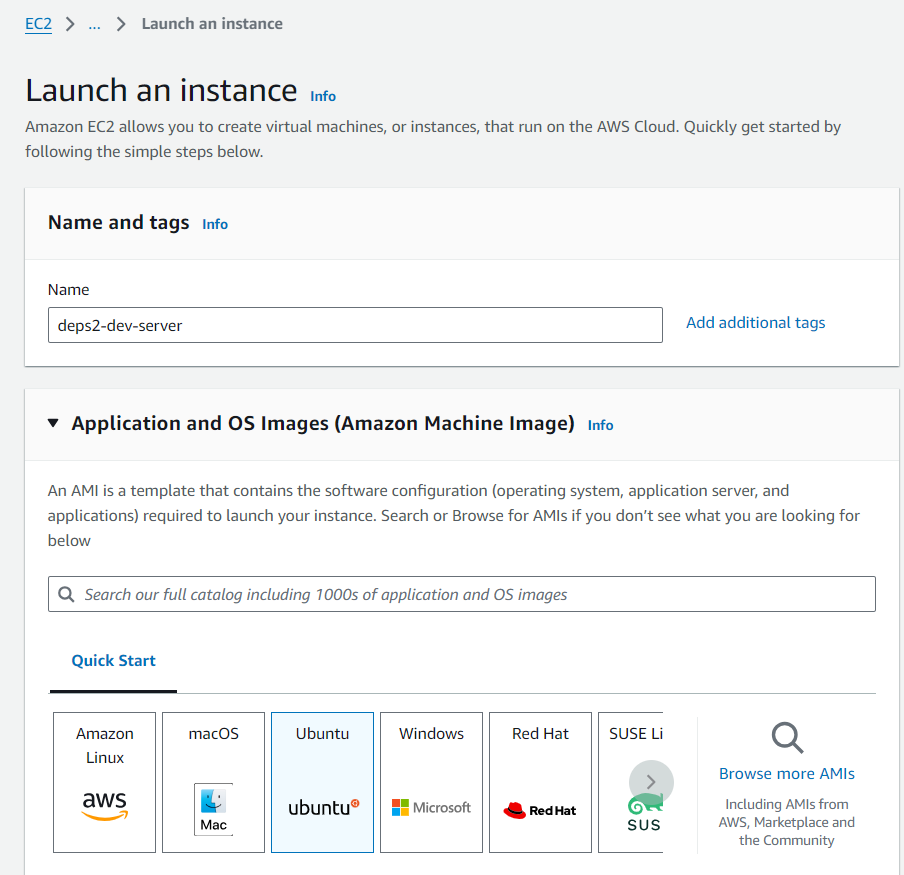 EC2 > ... > Launch an instance
Launch an instance Info
Amazon EC2 allows you to create virtual machines, or instances, that run on the AWS Cloud. Quickly get started by
following the simple steps below.
Name and tags Info
Name
deps2-dev-server
Add additional tags
Application and OS Images (Amazon Machine Image) Info
An AMI is a template that contains the software configuration (operating system, application server, and
applications) required to launch your instance. Search or Browse for AMIs if you don’t see what you are looking for
below
Search our full catalog including 1000s of application and OS images
Quick Start
Amazon
Linux
aws
macOS
Mac
Ubuntu
ubuntu
Windows
Microsoft
Red Hat
Red Hat
SUSE Li
SUS
Browse more AMIs
Including AMIs from
AWS, Marketplace and
the Community